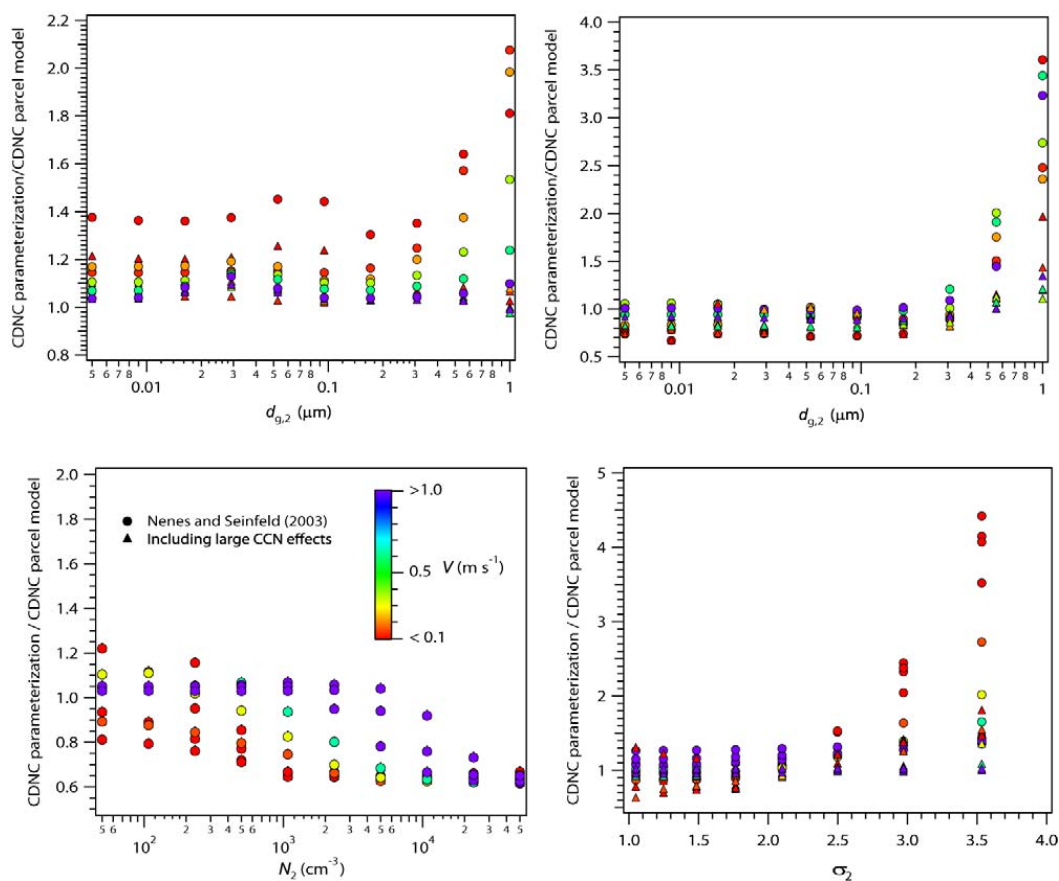 CDNC parameterization/CDNC parcel model
2.2
2.0
1.8
1.6
1.4
1.2
1.0
0.8
5 6 7 8 0.01 2 3 4 5 6 7 8 0.1 2 3 4 5 6 7 8 1
dg,2 (μm)
CDNC parameterization/CDNC parcel model
4.0
3.5
3.0
2.5
2.0
1.5
1.0
0.5
5 6 7 8 0.01 2 3 4 5 6 7 8 0.1 2 3 4 5 6 7 8 1
dg,2 (μm)
CDNC parameterization / CDNC parcel model
2.0
1.8
1.6
1.4
1.2
1.0
0.8
0.6
Nenes and Seinfeld (2003)
Including large CCN effects
>1.0
V (m s⁻¹)
0.5
< 0.1
5 6 10² 2 3 4 5 6 10³ 2 3 4 5 6 10⁴ 2 3 4 5
N₂ (cm⁻³)
CDNC parameterization / CDNC parcel model
5
4
3
2
1
1.0 1.5 2.0 2.5 3.0 3.5 4.0
σ₂